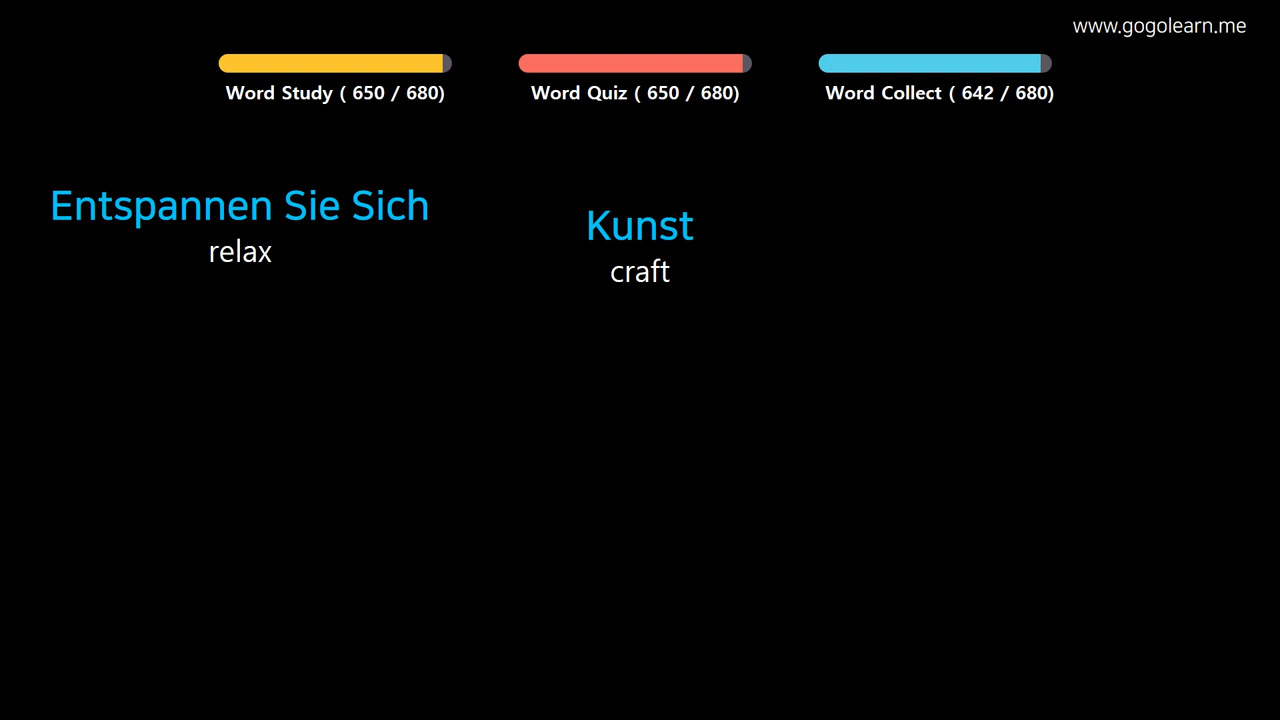 www.gogolearn.me
Word Study ( 650 / 680)
Word Quiz ( 650 / 680)
Word Collect ( 642 / 680)
Entspannen Sie Sich
relax
Kunst
craft